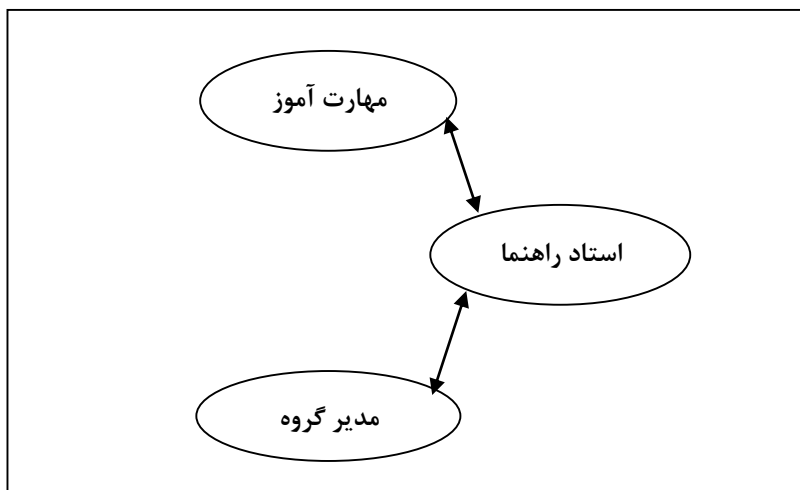 مهارت آموز
استاد راهنما
مدیر گروه